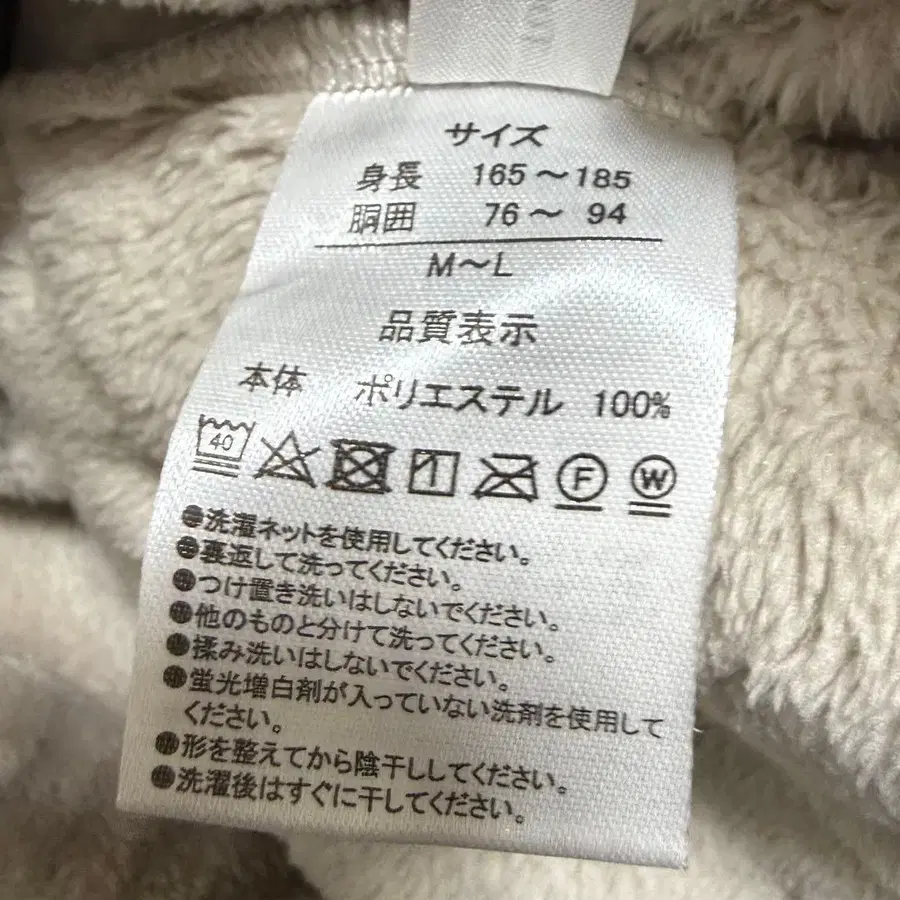 サイズ
身長 165～185
胴囲 76～ 94
M～L
品質表示
本体 ポリエステル 100%
40 F W
●洗濯ネットを使用してください。
●裏返して洗ってください。
●つけ置き洗いはしないでください。
●他のものと分けて洗ってください。
●揉み洗いはしないでください。
●蛍光増白剤が入っていない洗剤を使用して
ください。
●形を整えてから陰干ししてください。
●洗濯後はすぐに干してください。